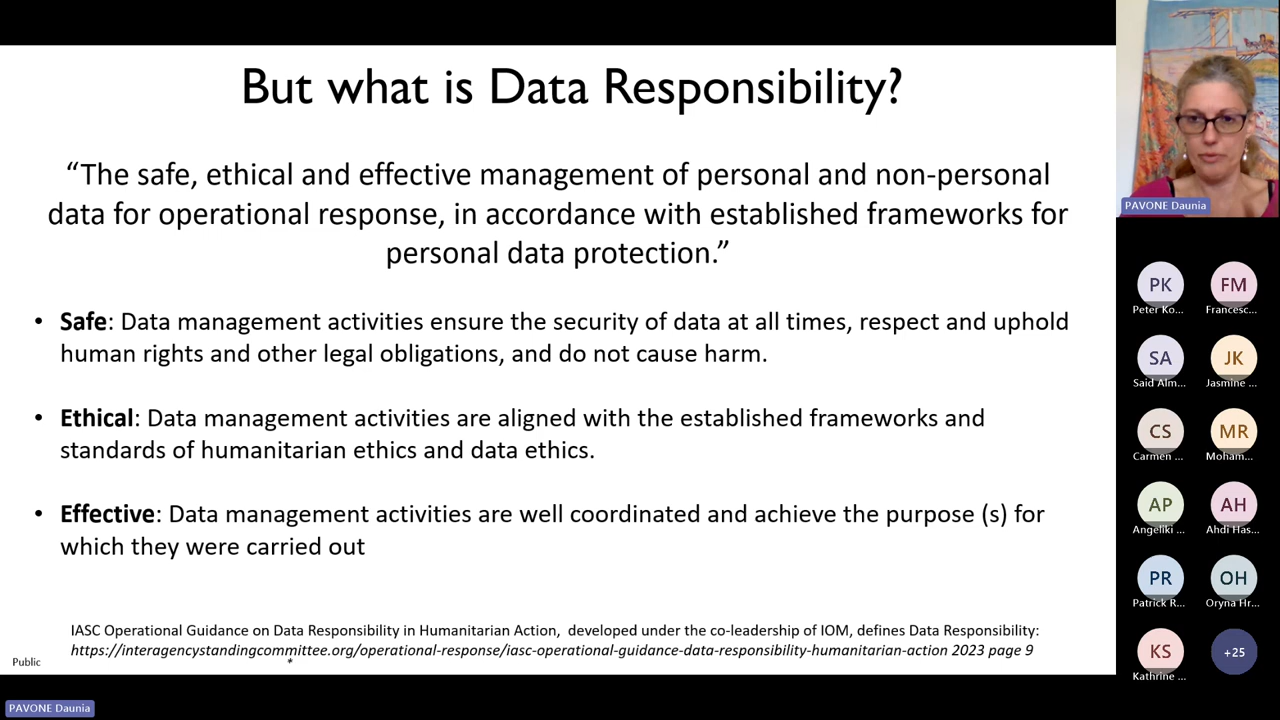 But what is Data Responsibility?
“The safe, ethical and effective management of personal and non-personal
data for operational response, in accordance with established frameworks for
personal data protection.”
• Safe: Data management activities ensure the security of data at all times, respect and uphold
human rights and other legal obligations, and do not cause harm.
• Ethical: Data management activities are aligned with the established frameworks and
standards of humanitarian ethics and data ethics.
• Effective: Data management activities are well coordinated and achieve the purpose (s) for
which they were carried out
IASC Operational Guidance on Data Responsibility in Humanitarian Action, developed under the co-leadership of IOM, defines Data Responsibility:
https://interagencystandingcommittee.org/operational-response/iasc-operational-guidance-data-responsibility-humanitarian-action 2023 page 9
*
Public
PAVONE Daunia
PAVONE Daunia
PK
Peter Ko...
FM
Francesc...
SA
Said Alm...
JK
Jasmine ...
CS
Carmen ...
MR
Moham...
AP
Angeliki ...
AH
Ahdi Has...
PR
Patrick R...
OH
Oryna Hr...
KS
Kathrine ...
+25